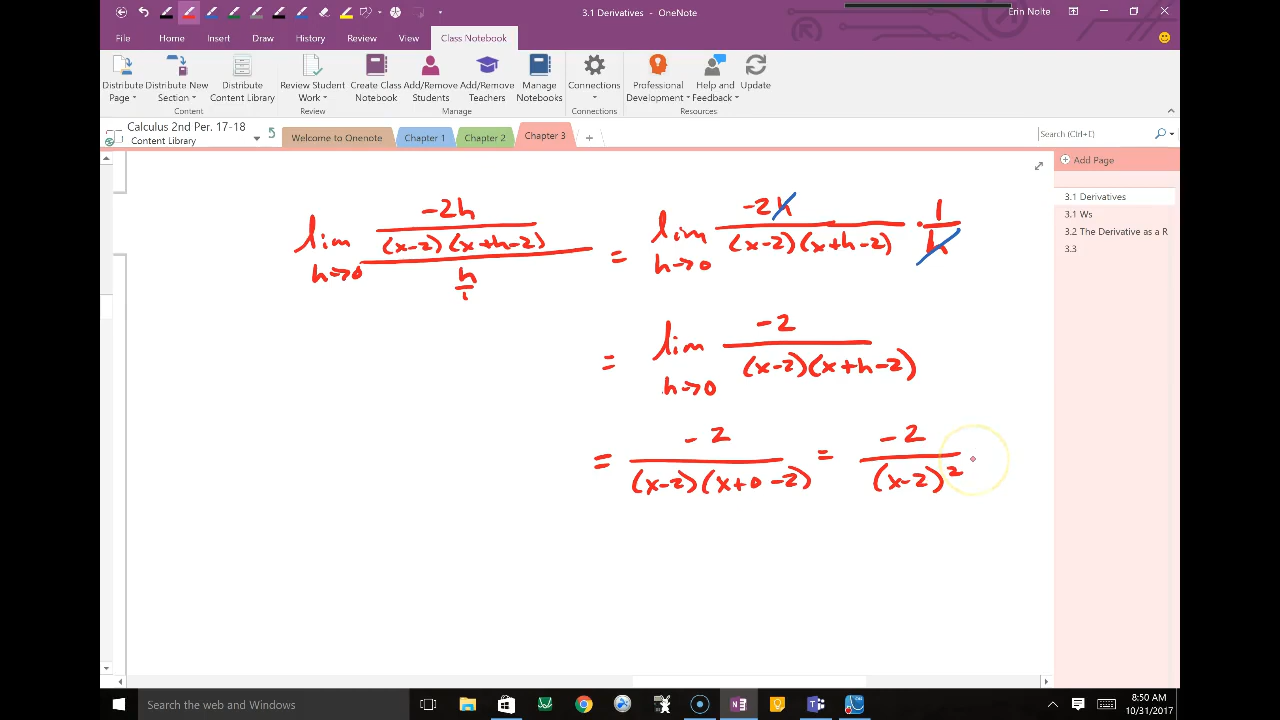 3.1 Derivatives - OneNote
Erin Nolte
File Home Insert Draw History Review View Class Notebook
Distribute Page Distribute New Section Distribute Content Library Review Student Work Create Class Notebook Add/Remove Students Add/Remove Teachers Manage Notebooks Connections Professional Development Help and Feedback Update
Content Review Manage Connections Resources
Calculus 2nd Per. 17-18
Content Library
Welcome to Onenote Chapter 1 Chapter 2 Chapter 3 +
Search (Ctrl+E)
Add Page
3.1 Derivatives
3.1 Ws
3.2 The Derivative as a R
3.3
lim h→0 -2h / (x-2)(x+h-2) / h/1 = lim h→0 -2h / (x-2)(x+h-2) · 1/h
= lim h→0 -2 / (x-2)(x+h-2)
= -2 / (x-2)(x+0-2) = -2 / (x-2)²
Search the web and Windows
8:50 AM
10/31/2017